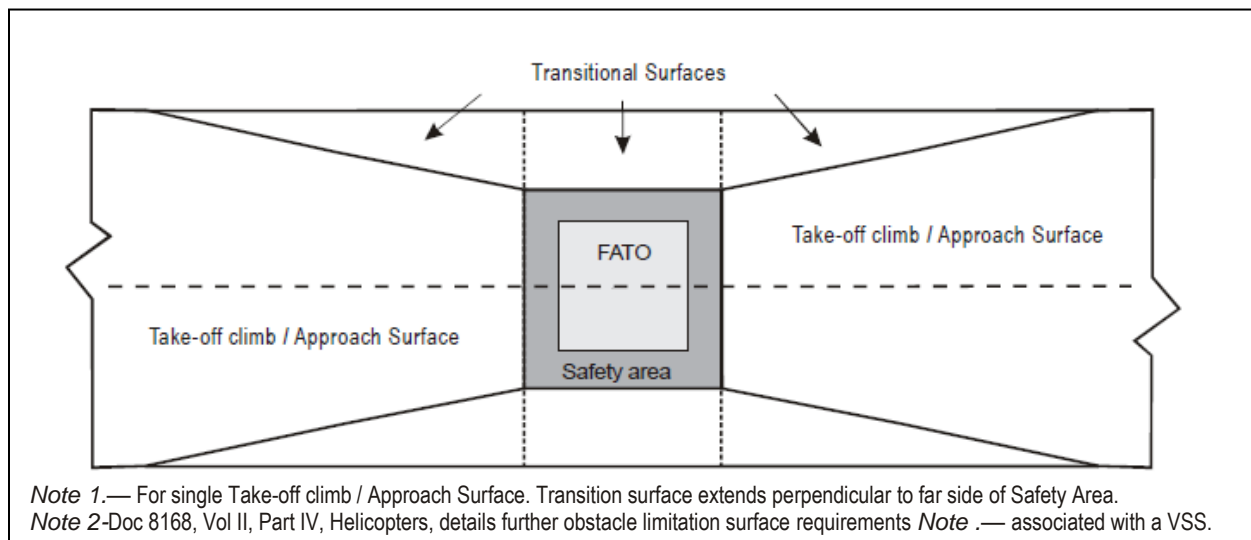 Transitional Surfaces
FATO
Take-off climb / Approach Surface
Take-off climb / Approach Surface
Safety area
Note 1.— For single Take-off climb / Approach Surface. Transition surface extends perpendicular to far side of Safety Area.
Note 2-Doc 8168, Vol II, Part IV, Helicopters, details further obstacle limitation surface requirements Note .— associated with a VSS.